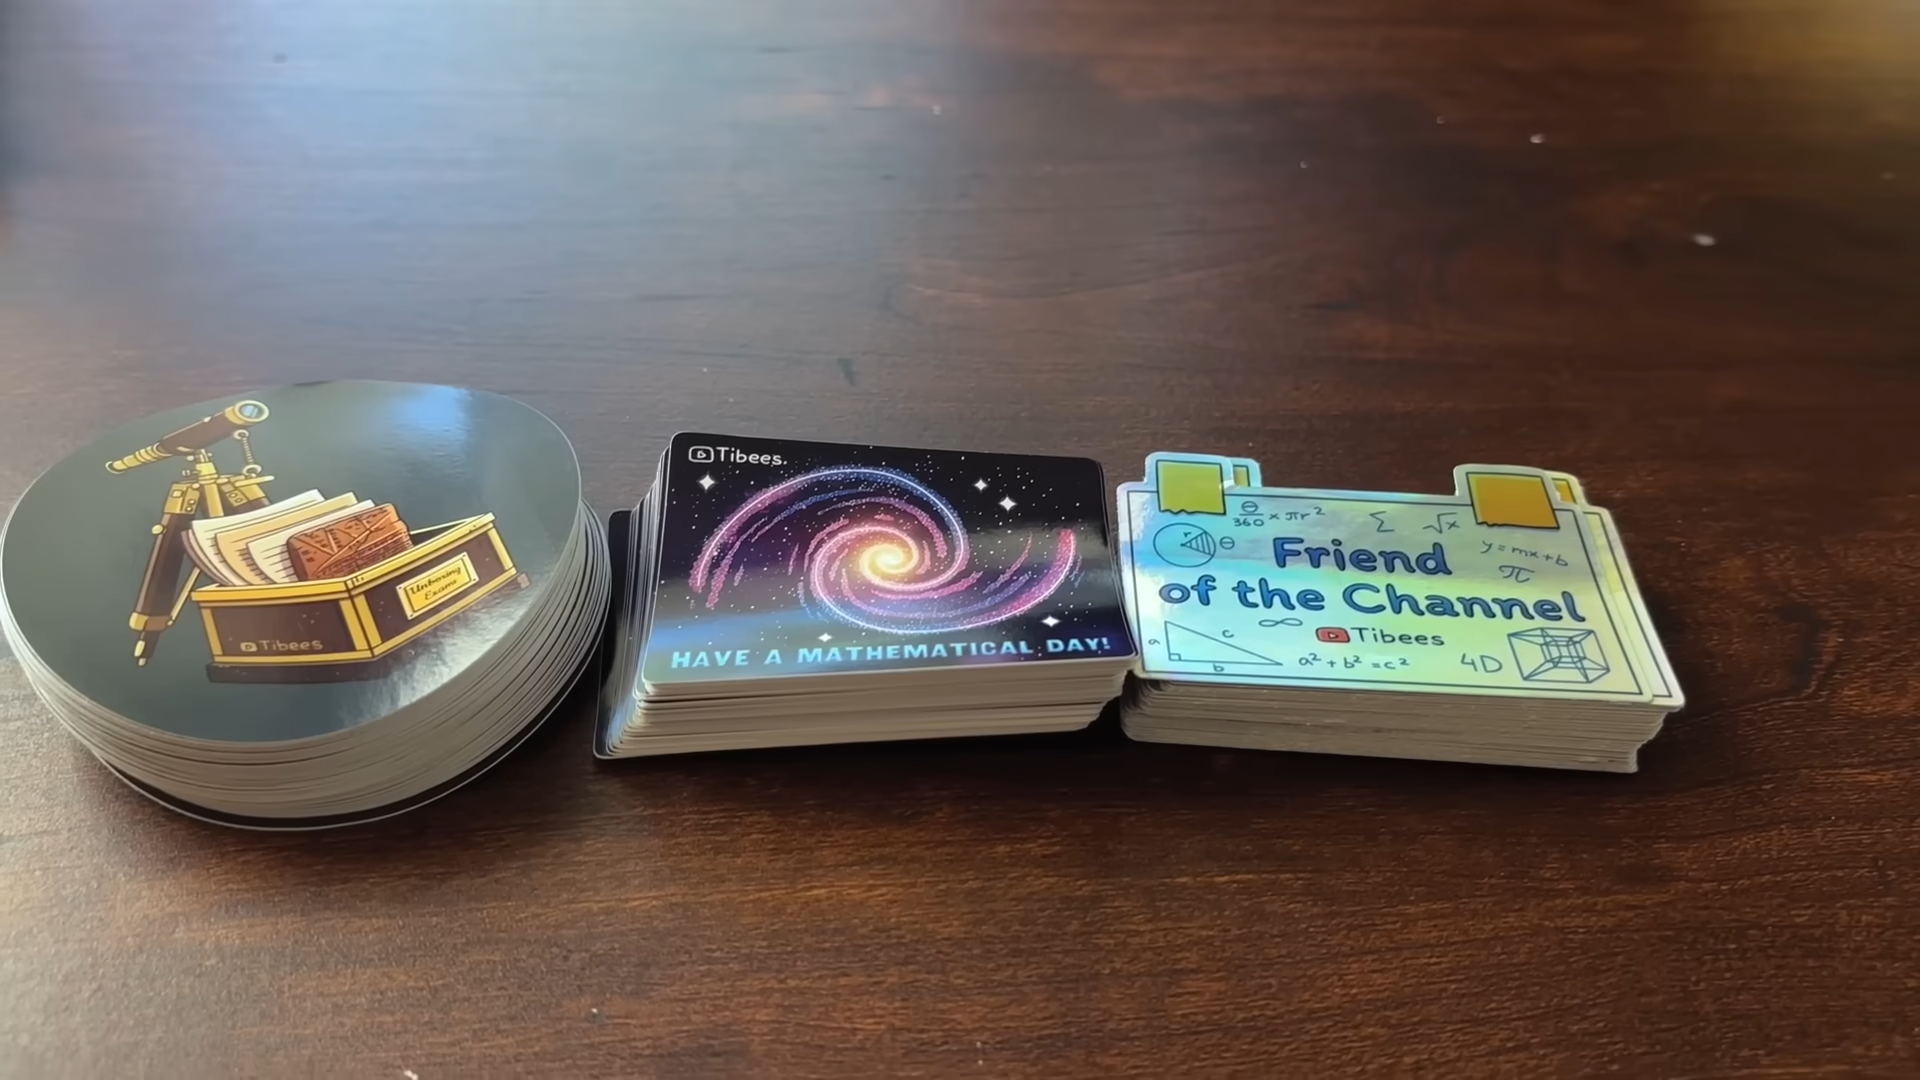 Unboxing
Exams
Tibees
Tibees
HAVE A MATHEMATICAL DAY!
θ/360 × πr²
Σ
√x
y = mx + b
π
r
θ
Friend
of the Channel
∞
Tibees
a
b
c
a² + b² = c²
4D